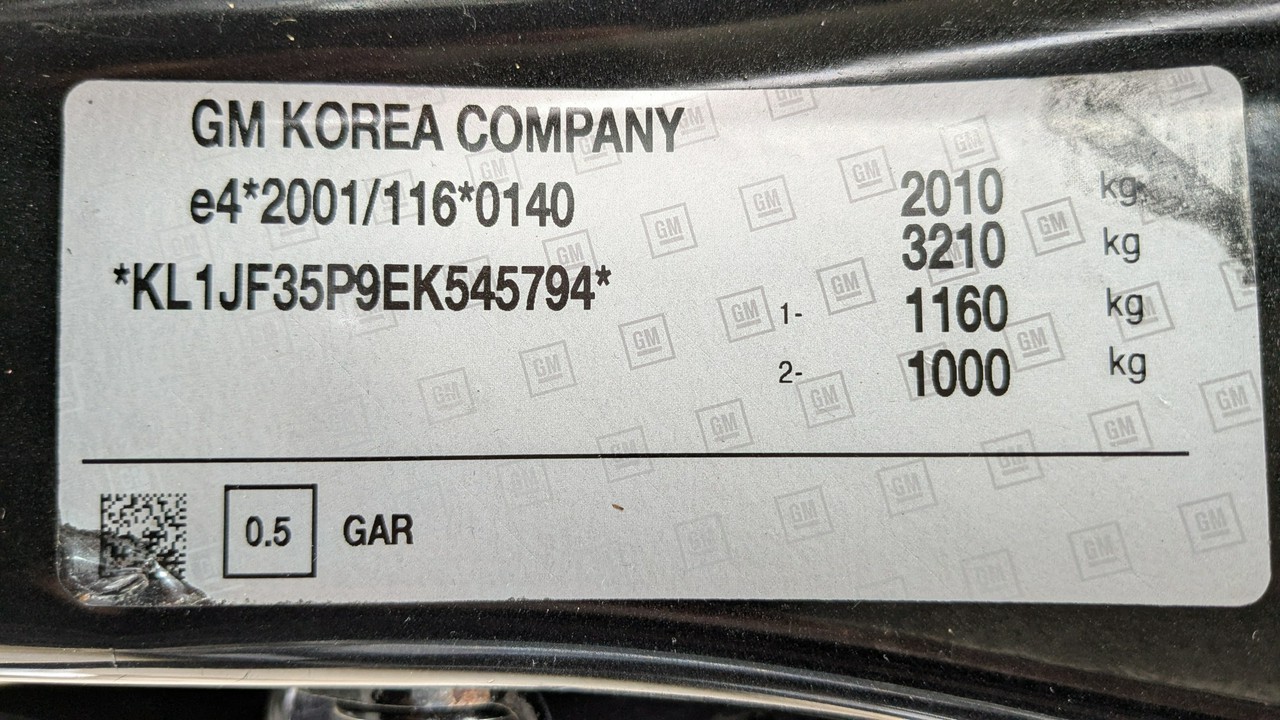 GM KOREA COMPANY
e4*2001/116*0140
*KL1JF35P9EK545794*
2010 kg
3210 kg
1- 1160 kg
2- 1000 kg
0.5 GAR